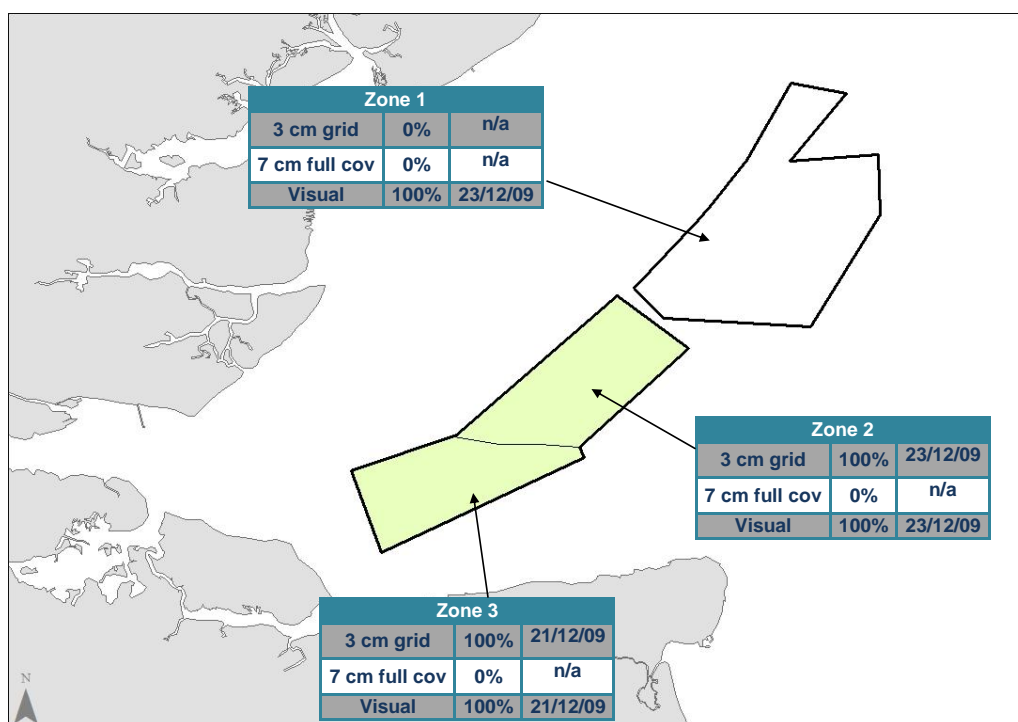 Zone 1
3 cm grid 0% n/a
7 cm full cov 0% n/a
Visual 100% 23/12/09
Zone 2
3 cm grid 100% 23/12/09
7 cm full cov 0% n/a
Visual 100% 23/12/09
Zone 3
3 cm grid 100% 21/12/09
7 cm full cov 0% n/a
Visual 100% 21/12/09
N